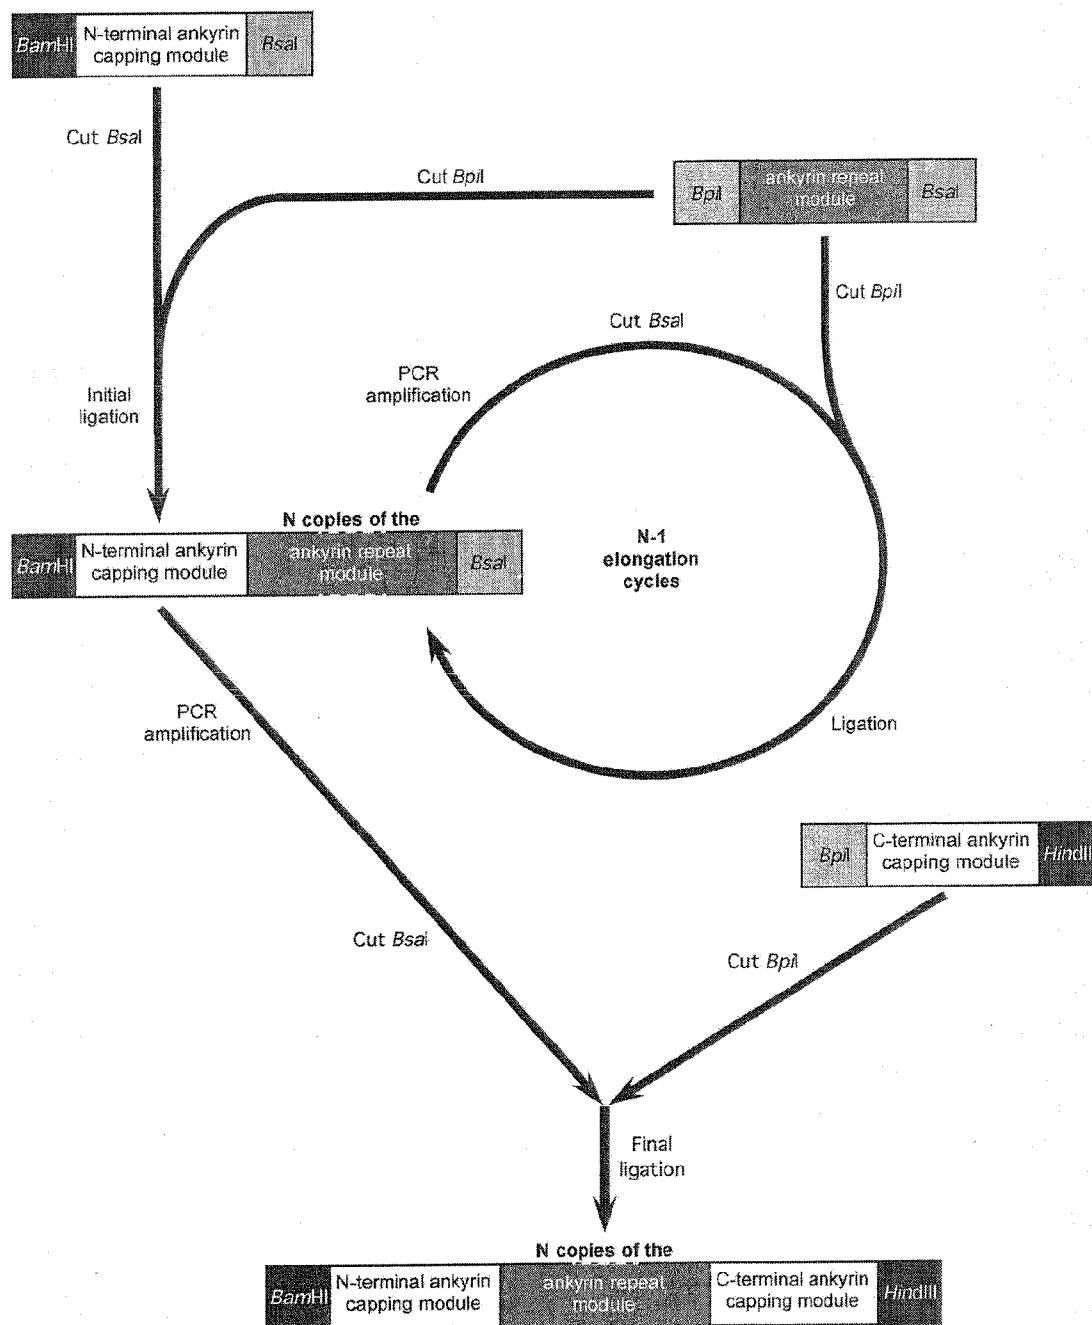 BamHI
N-terminal ankyrin
capping module
BsaI
Cut BsaI
Cut BpiI
BpiI
ankyrin repeat
module
BsaI
Cut BpiI
Cut BsaI
PCR
amplification
Initial
ligation
N copies of the
BamHI
N-terminal ankyrin
capping module
ankyrin repeat
module
BsaI
N-1
elongation
cycles
PCR
amplification
Ligation
BpiI
C-terminal ankyrin
capping module
HindIII
Cut BsaI
Cut BpiI
Final
ligation
N copies of the
BamHI
N-terminal ankyrin
capping module
ankyrin repeat
module
C-terminal ankyrin
capping module
HindIII